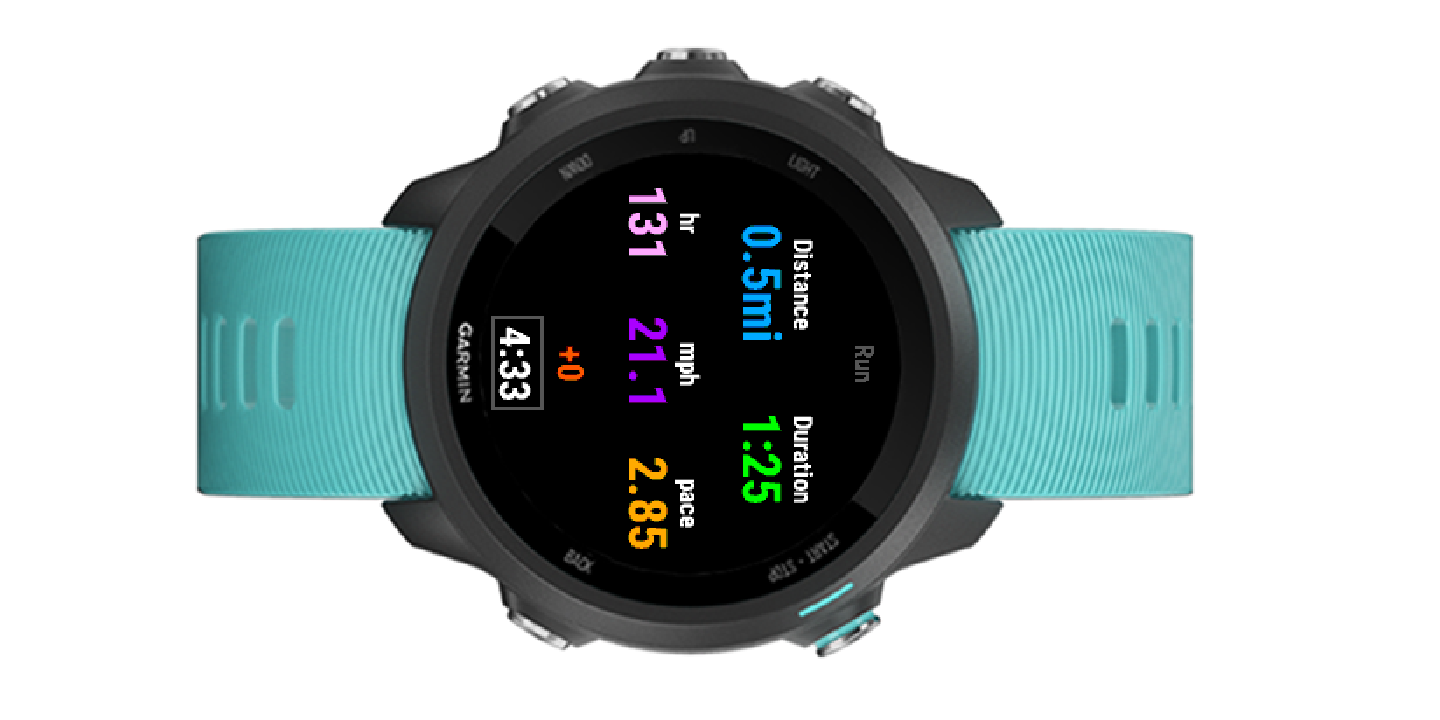 Run
Distance Duration
0.5mi 1:25
hr mph pace
131 21.1 2.85
+0
4:33
GARMIN
LIGHT
UP
DOWN
START • STOP
BACK